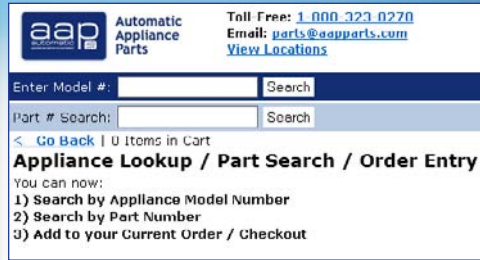 aap
automatic
Automatic
Appliance
Parts
Toll-Free: 1-000-323-0270
Email: parts@aapparts.com
View Locations
Enter Model #: Search
Part # Search: Search
< Go Back | 0 Items in Cart
Appliance Lookup / Part Search / Order Entry
You can now:
1) Search by Appliance Model Number
2) Search by Part Number
3) Add to your Current Order / Checkout